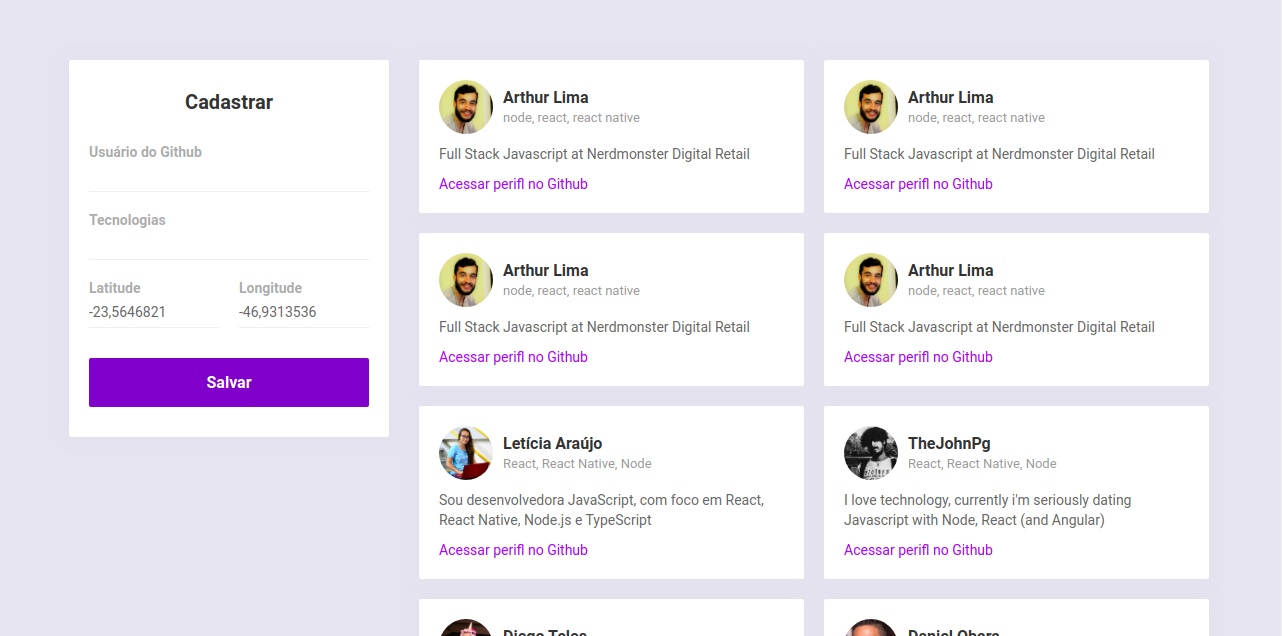 Cadastrar
Usuário do Github
Tecnologias
Latitude
Longitude
-23,5646821
-46,9313536
Salvar
Arthur Lima
node, react, react native
Full Stack Javascript at Nerdmonster Digital Retail
Acessar perifl no Github
Arthur Lima
node, react, react native
Full Stack Javascript at Nerdmonster Digital Retail
Acessar perifl no Github
Arthur Lima
node, react, react native
Full Stack Javascript at Nerdmonster Digital Retail
Acessar perifl no Github
Arthur Lima
node, react, react native
Full Stack Javascript at Nerdmonster Digital Retail
Acessar perifl no Github
Letícia Araújo
React, React Native, Node
Sou desenvolvedora JavaScript, com foco em React,
React Native, Node.js e TypeScript
Acessar perifl no Github
TheJohnPg
React, React Native, Node
I love technology, currently i'm seriously dating
Javascript with Node, React (and Angular)
Acessar perifl no Github
Diego Teles
Daniel Obara